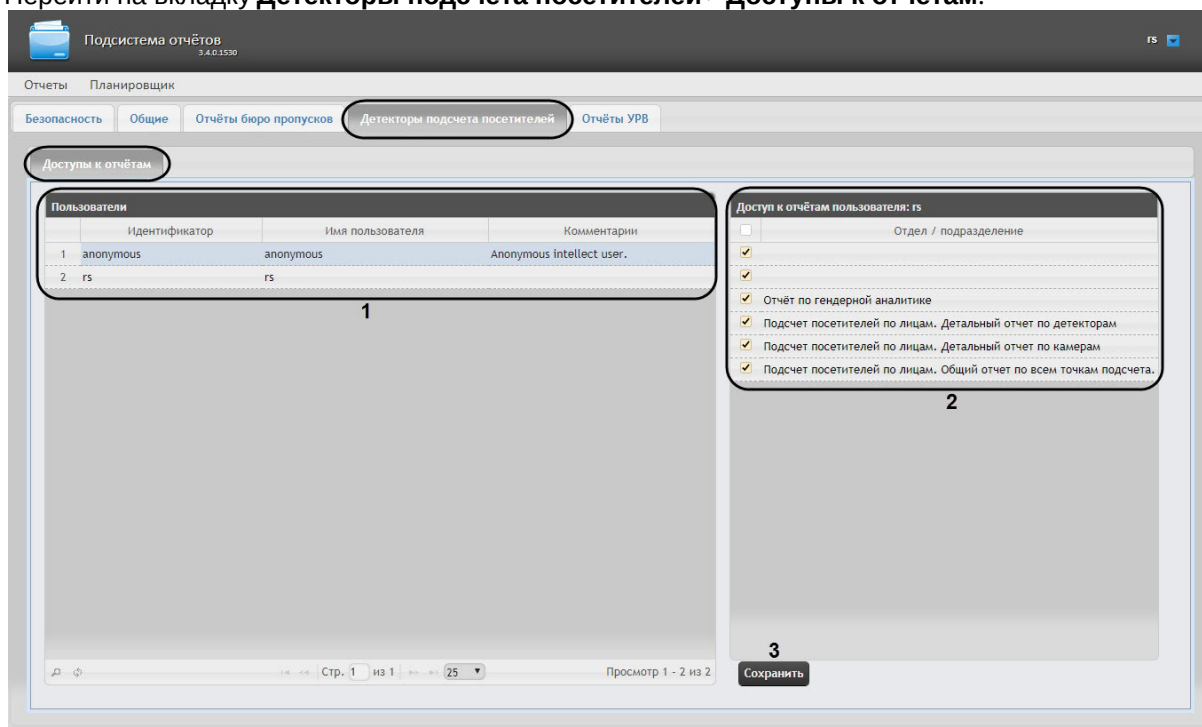 Перейти на вкладку Детекторы подсчета посетителей - Доступы к отчетам.
Подсистема отчётов
3.4.0.1530
rs
Отчеты Планировщик
Безопасность Общие Отчёты бюро пропусков Детекторы подсчета посетителей Отчёты УРВ
Доступы к отчётам
Пользователи
Идентификатор Имя пользователя Комментарии
1 anonymous anonymous Anonymous intellect user.
2 rs rs
1
Стр. 1 из 1 25 Просмотр 1 - 2 из 2
Доступ к отчётам пользователя: rs
Отдел / подразделение
Отчёт по гендерной аналитике
Подсчет посетителей по лицам. Детальный отчет по детекторам
Подсчет посетителей по лицам. Детальный отчет по камерам
Подсчет посетителей по лицам. Общий отчет по всем точкам подсчета.
2
3
Сохранить